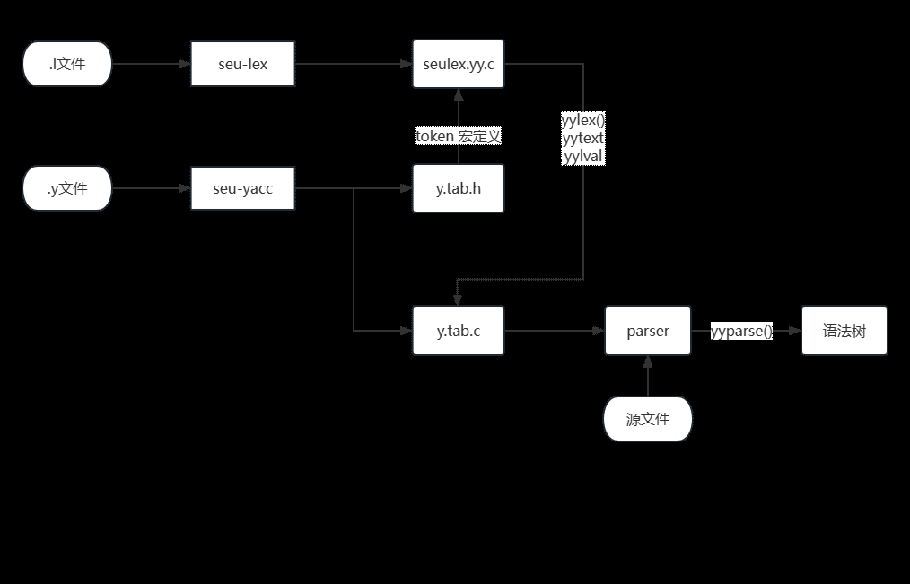 .l文件
seu-lex
seulex.yy.c
yylex()
yytext
yylval
token 宏定义
.y文件
seu-yacc
y.tab.h
y.tab.c
parser
yyparse()
语法树
源文件